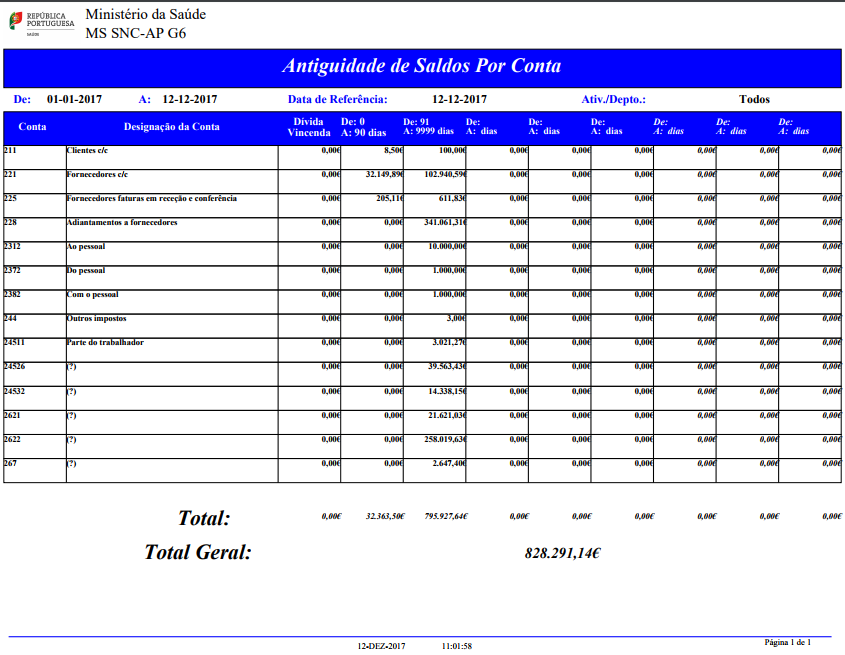 REPÚBLICA
PORTUGUESA
SAÚDE
Ministério da Saúde
MS SNC-AP G6
Antiguidade de Saldos Por Conta
De: 01-01-2017 A: 12-12-2017 Data de Referência: 12-12-2017 Ativ./Depto.: Todos
Conta Designação da Conta Dívida Vincenda De: 0 A: 90 dias De: 91 A: 9999 dias De: A: dias De: A: dias De: A: dias De: A: dias De: A: dias De: A: dias
211 Clientes c/c 0,00€ 8,50€ 100,00€ 0,00€ 0,00€ 0,00€ 0,00€ 0,00€ 0,00€
221 Fornecedores c/c 0,00€ 32.149,89€ 102.940,59€ 0,00€ 0,00€ 0,00€ 0,00€ 0,00€ 0,00€
225 Fornecedores faturas em receção e conferência 0,00€ 205,11€ 611,83€ 0,00€ 0,00€ 0,00€ 0,00€ 0,00€ 0,00€
228 Adiantamentos a fornecedores 0,00€ 0,00€ 341.061,31€ 0,00€ 0,00€ 0,00€ 0,00€ 0,00€ 0,00€
2312 Ao pessoal 0,00€ 0,00€ 10.000,00€ 0,00€ 0,00€ 0,00€ 0,00€ 0,00€ 0,00€
2372 Do pessoal 0,00€ 0,00€ 1.000,00€ 0,00€ 0,00€ 0,00€ 0,00€ 0,00€ 0,00€
2382 Com o pessoal 0,00€ 0,00€ 1.000,00€ 0,00€ 0,00€ 0,00€ 0,00€ 0,00€ 0,00€
244 Outros impostos 0,00€ 0,00€ 3,00€ 0,00€ 0,00€ 0,00€ 0,00€ 0,00€ 0,00€
24511 Parte do trabalhador 0,00€ 0,00€ 3.021,27€ 0,00€ 0,00€ 0,00€ 0,00€ 0,00€ 0,00€
24526 (?) 0,00€ 0,00€ 39.563,43€ 0,00€ 0,00€ 0,00€ 0,00€ 0,00€ 0,00€
24532 (?) 0,00€ 0,00€ 14.338,15€ 0,00€ 0,00€ 0,00€ 0,00€ 0,00€ 0,00€
2621 (?) 0,00€ 0,00€ 21.621,03€ 0,00€ 0,00€ 0,00€ 0,00€ 0,00€ 0,00€
2622 (?) 0,00€ 0,00€ 258.019,63€ 0,00€ 0,00€ 0,00€ 0,00€ 0,00€ 0,00€
267 (?) 0,00€ 0,00€ 2.647,40€ 0,00€ 0,00€ 0,00€ 0,00€ 0,00€ 0,00€
Total: 0,00€ 32.363,50€ 795.927,64€ 0,00€ 0,00€ 0,00€ 0,00€ 0,00€ 0,00€
Total Geral: 828.291,14€
12-DEZ-2017 11:01:58 Página 1 de 1